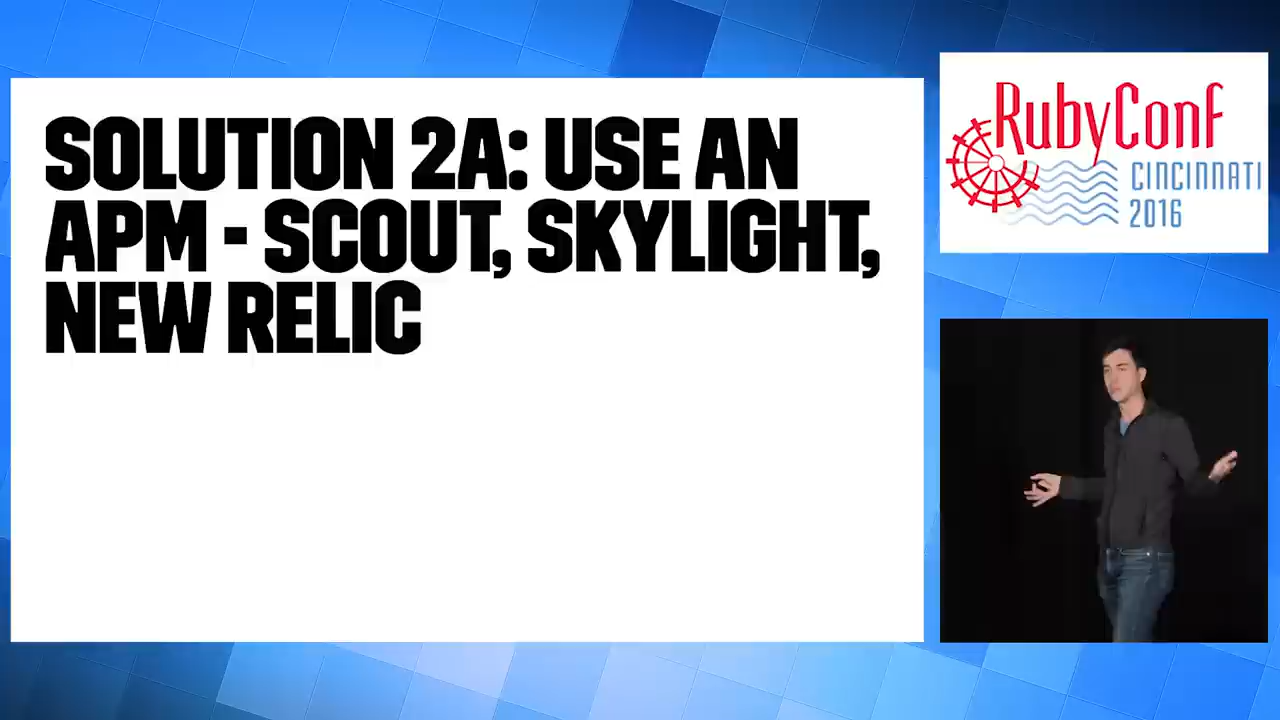 SOLUTION 2A: USE AN
APM - SCOUT, SKYLIGHT,
NEW RELIC
RubyConf
CINCINNATI
2016